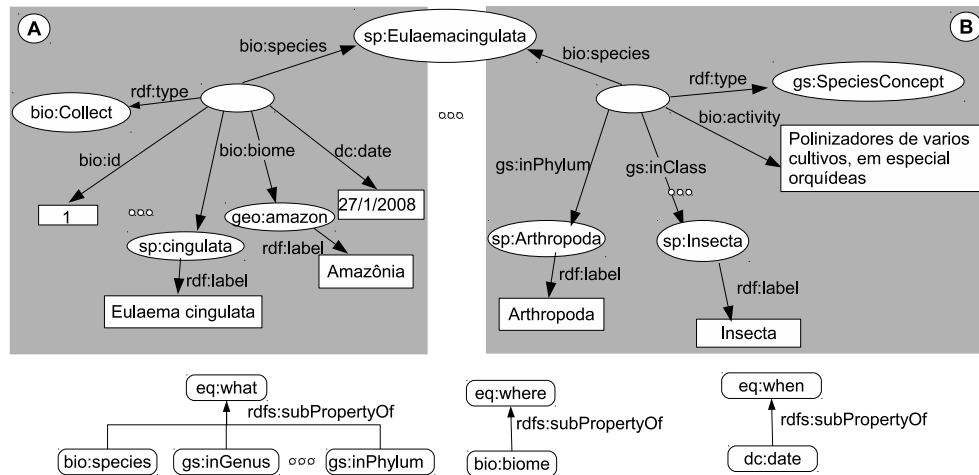 A
B
sp:Eulaemacingulata
bio:species
bio:species
rdf:type
rdf:type
bio:Collect
gs:SpeciesConcept
bio:activity
bio:id
bio:biome
dc:date
gs:inPhylum
gs:inClass
Polinizadores de varios
cultivos, em especial
orquídeas
1
geo:amazon
27/1/2008
sp:cingulata
rdf:label
Amazônia
sp:Arthropoda
sp:Insecta
rdf:label
rdf:label
rdf:label
Eulaema cingulata
Arthropoda
Insecta
eq:what
rdfs:subPropertyOf
bio:species
gs:inGenus
gs:inPhylum
eq:where
rdfs:subPropertyOf
bio:biome
eq:when
rdfs:subPropertyOf
dc:date